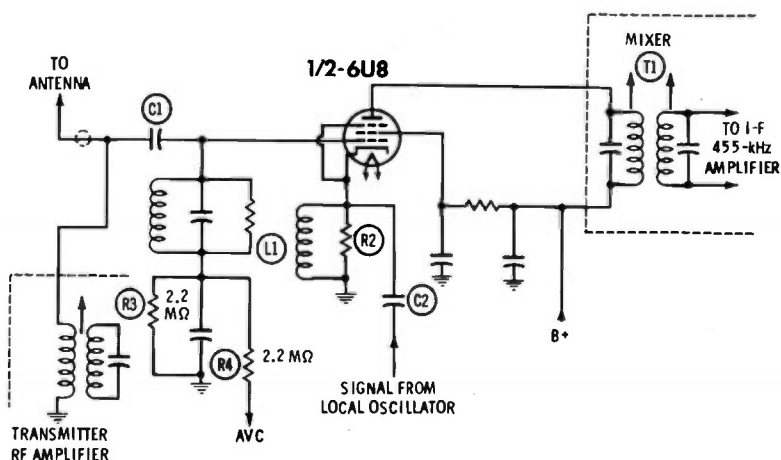 TO
ANTENNA
C1
1/2-6U8
MIXER
T1
TO I-F
455-kHz
AMPLIFIER
L1
R2
R3
2.2
MΩ
C2
R4
2.2 MΩ
B+
SIGNAL FROM
LOCAL OSCILLATOR
AVC
TRANSMITTER
RF AMPLIFIER